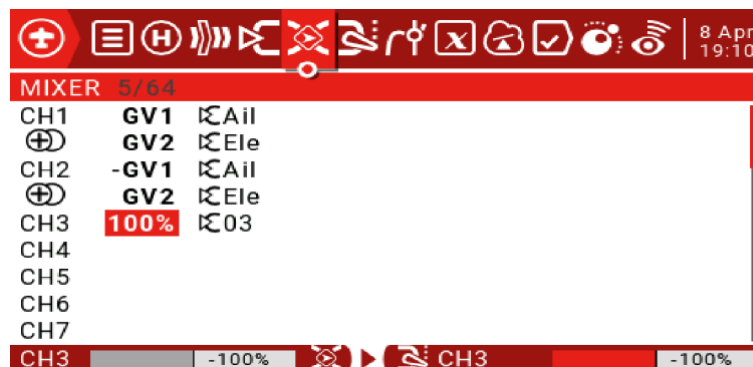 8 Apr
19:10
MIXER 5/64
CH1 GV1 Ail
GV2 Ele
CH2 -GV1 Ail
GV2 Ele
CH3 100% 03
CH4
CH5
CH6
CH7
CH3 -100% CH3 -100%